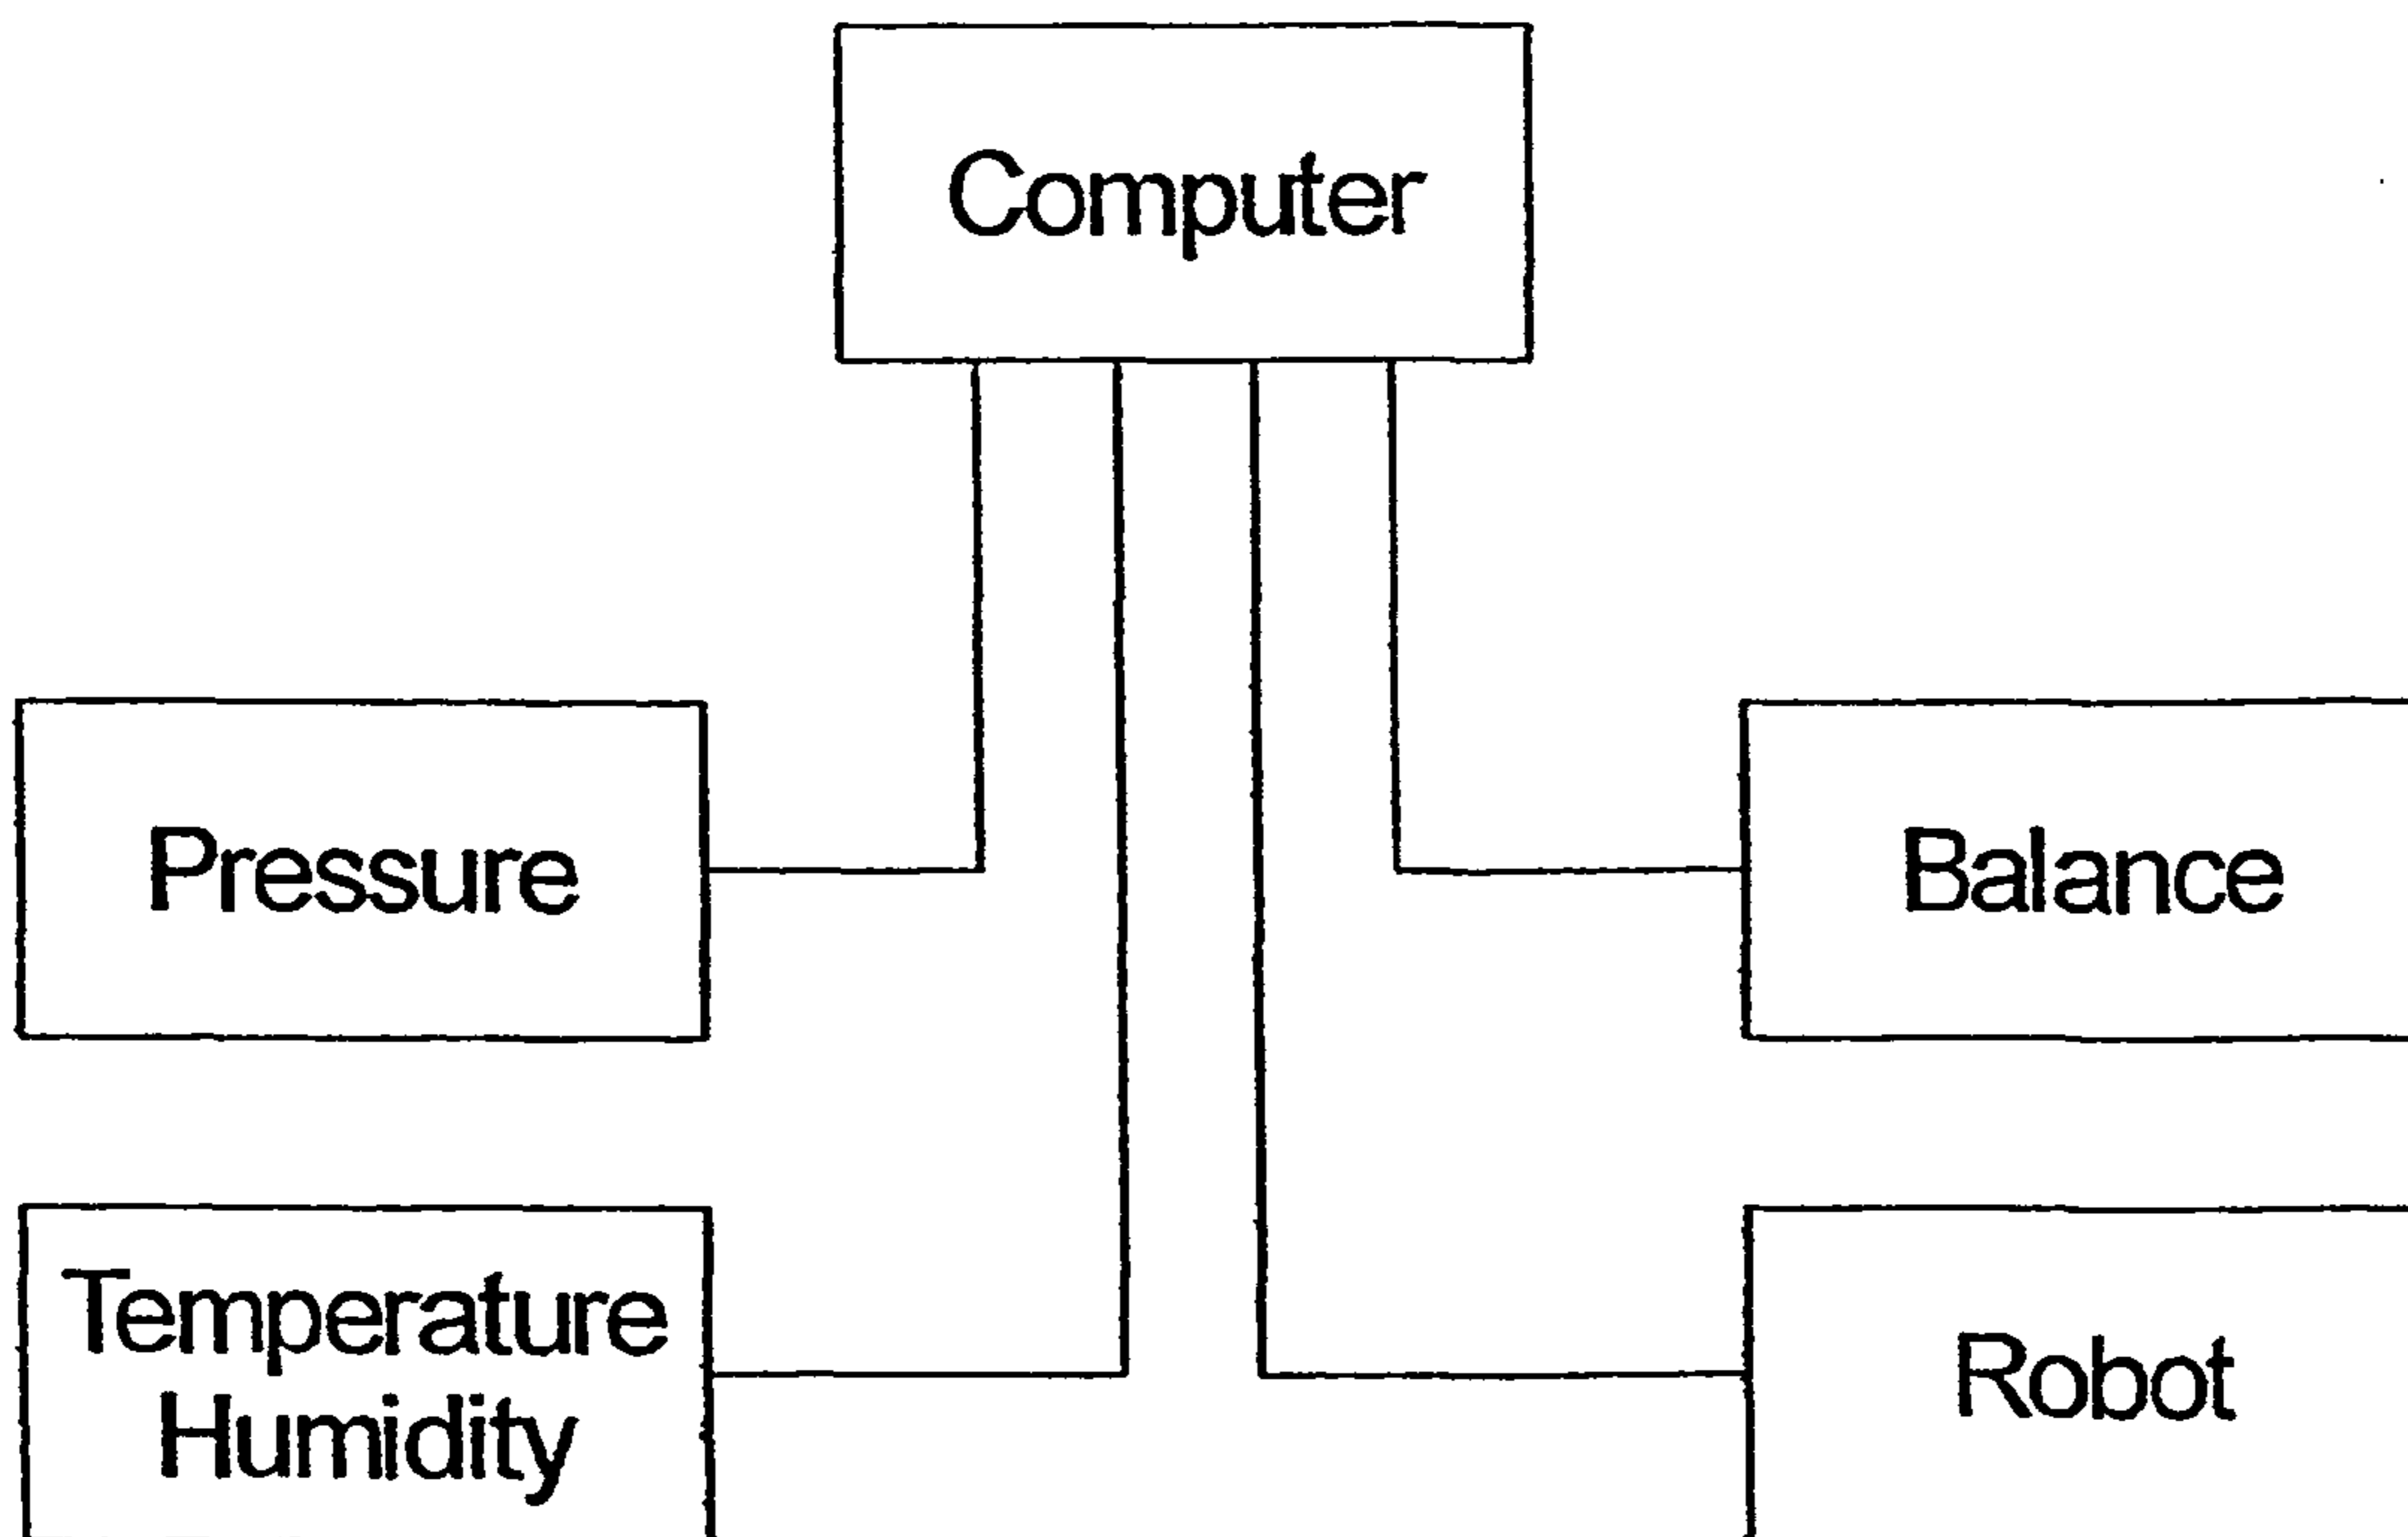 Computer
Pressure
Balance
Temperature
Humidity
Robot